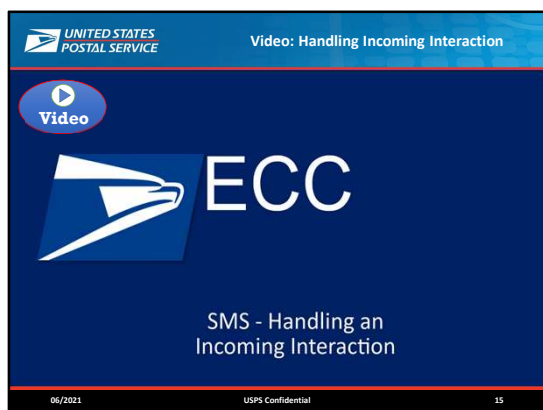 UNITED STATES
POSTAL SERVICE
Video: Handling Incoming Interaction
Video
ECC
SMS - Handling an
Incoming Interaction
06/2021 USPS Confidential 15